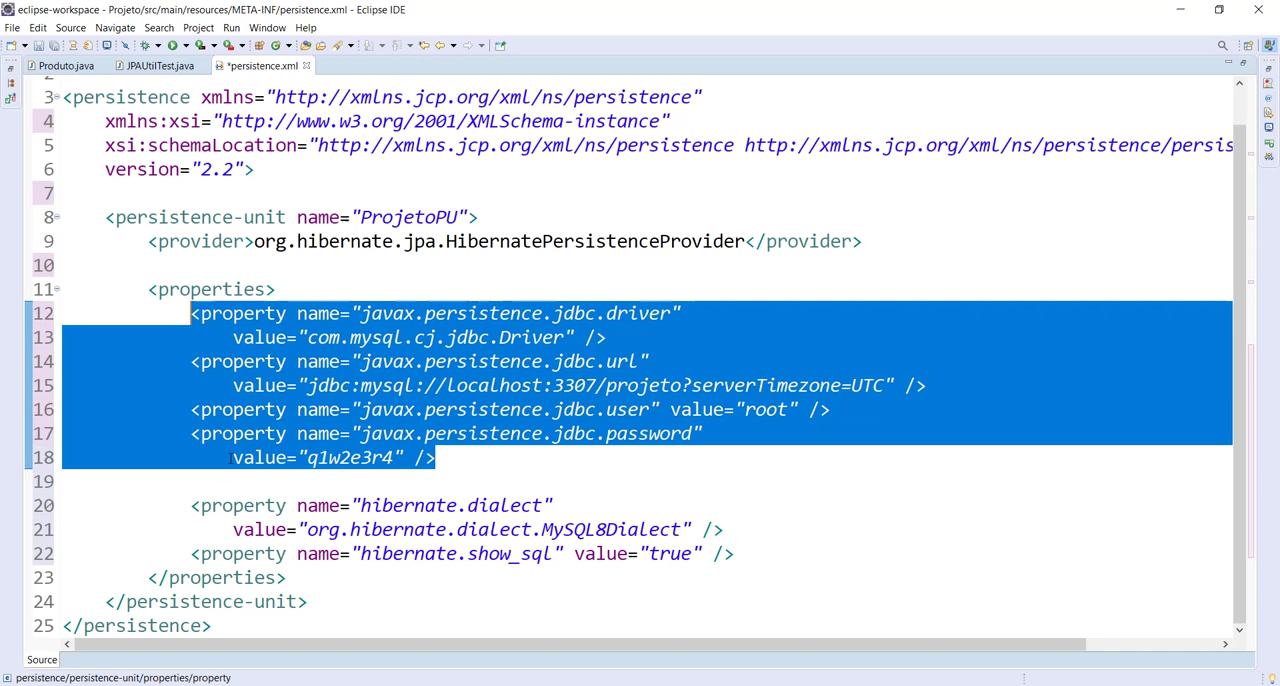 eclipse-workspace - Projeto/src/main/resources/META-INF/persistence.xml - Eclipse IDE
File Edit Source Navigate Search Project Run Window Help
Produto.java JPAUtilTest.java *persistence.xml
3 <persistence xmlns="http://xmlns.jcp.org/xml/ns/persistence"
4 xmlns:xsi="http://www.w3.org/2001/XMLSchema-instance"
5 xsi:schemaLocation="http://xmlns.jcp.org/xml/ns/persistence http://xmlns.jcp.org/xml/ns/persistence/persis
6 version="2.2">
7
8 <persistence-unit name="ProjetoPU">
9 <provider>org.hibernate.jpa.HibernatePersistenceProvider</provider>
10
11 <properties>
12 <property name="javax.persistence.jdbc.driver"
13 value="com.mysql.cj.jdbc.Driver" />
14 <property name="javax.persistence.jdbc.url"
15 value="jdbc:mysql://localhost:3307/projeto?serverTimezone=UTC" />
16 <property name="javax.persistence.jdbc.user" value="root" />
17 <property name="javax.persistence.jdbc.password"
18 value="q1w2e3r4" />
19
20 <property name="hibernate.dialect"
21 value="org.hibernate.dialect.MySQL8Dialect" />
22 <property name="hibernate.show_sql" value="true" />
23 </properties>
24 </persistence-unit>
25 </persistence>
Source
persistence/persistence-unit/properties/property